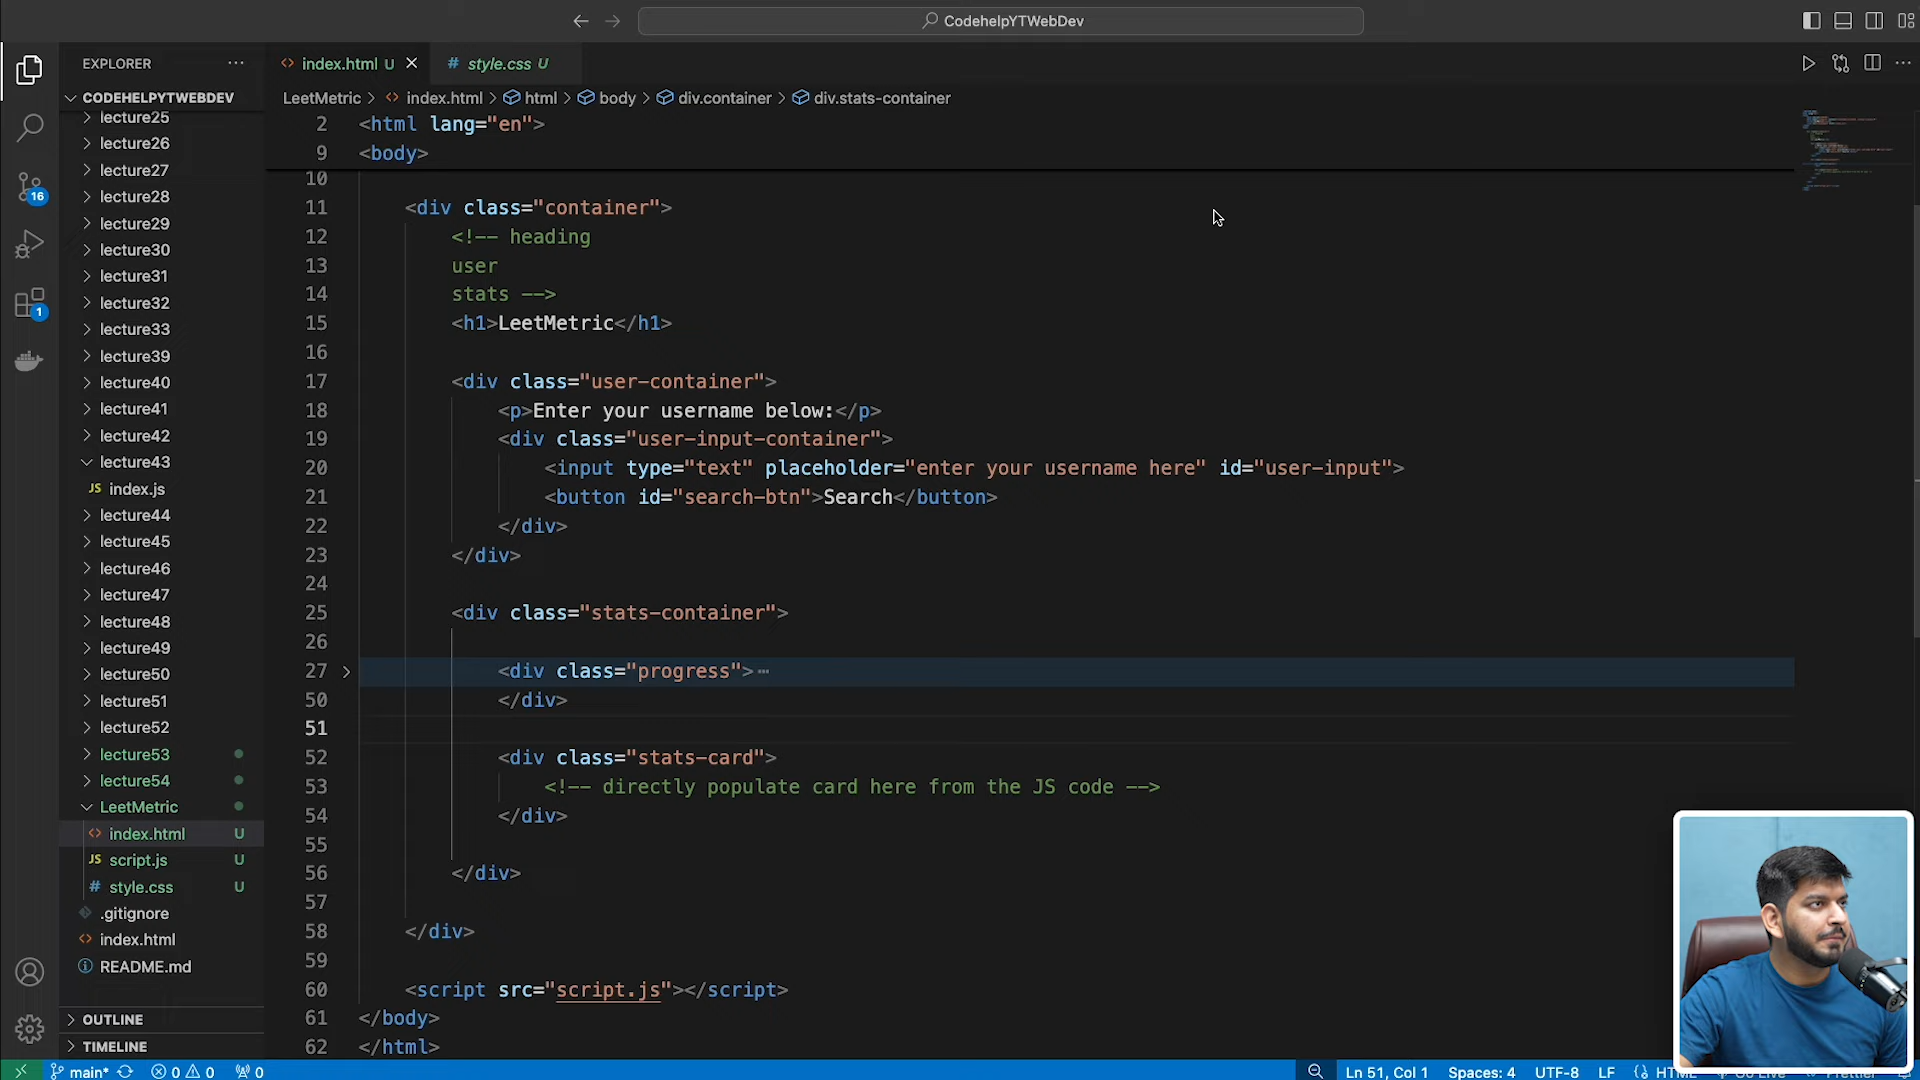 CodehelpYTWebDev
EXPLORER
index.html U
style.css U
CODEHELPYTWEBDEV
LeetMetric > index.html > html > body > div.container > div.stats-container
lecture25
lecture26
lecture27
lecture28
lecture29
lecture30
lecture31
lecture32
lecture33
lecture39
lecture40
lecture41
lecture42
lecture43
JS index.js
lecture44
lecture45
lecture46
lecture47
lecture48
lecture49
lecture50
lecture51
lecture52
lecture53
lecture54
LeetMetric
index.html U
JS script.js U
# style.css U
.gitignore
index.html
README.md
OUTLINE
TIMELINE
16
1
2 <html lang="en">
9 <body>
10
11 <div class="container">
12 <!-- heading
13 user
14 stats -->
15 <h1>LeetMetric</h1>
16
17 <div class="user-container">
18 <p>Enter your username below:</p>
19 <div class="user-input-container">
20 <input type="text" placeholder="enter your username here" id="user-input">
21 <button id="search-btn">Search</button>
22 </div>
23 </div>
24
25 <div class="stats-container">
26
27 <div class="progress">⋯
50 </div>
51
52 <div class="stats-card">
53 <!-- directly populate card here from the JS code -->
54 </div>
55
56 </div>
57
58 </div>
59
60 <script src="script.js"></script>
61 </body>
62 </html>
main* 0 0 0 Ln 51, Col 1 Spaces: 4 UTF-8 LF HTML